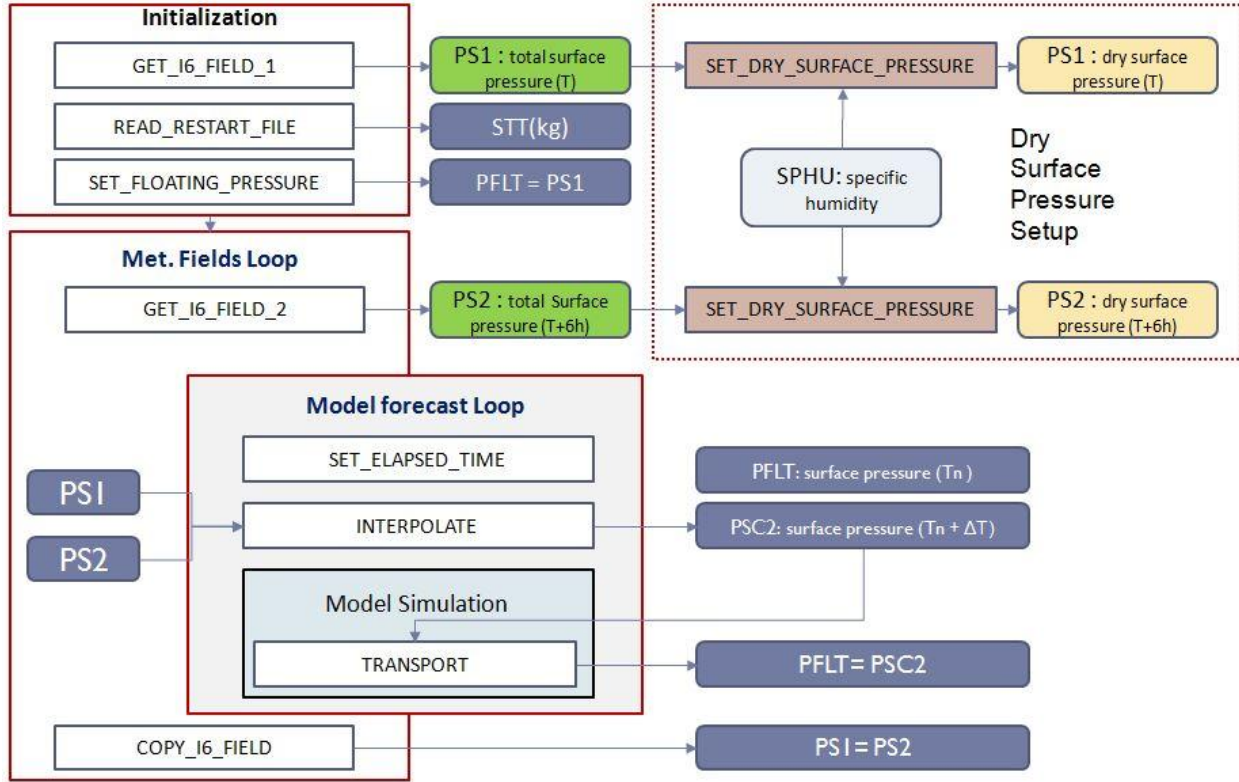 Initialization
GET_I6_FIELD_1
PS1 : total surface
pressure (T)
SET_DRY_SURFACE_PRESSURE
PS1 : dry surface
pressure (T)
READ_RESTART_FILE
STT(kg)
SET_FLOATING_PRESSURE
PFLT = PS1
SPHU: specific
humidity
Dry
Surface
Pressure
Setup
Met. Fields Loop
GET_I6_FIELD_2
PS2 : total Surface
pressure (T+6h)
SET_DRY_SURFACE_PRESSURE
PS2 : dry surface
pressure (T+6h)
Model forecast Loop
SET_ELAPSED_TIME
PFLT: surface pressure (Tn )
PS1
PS2
INTERPOLATE
PSC2: surface pressure (Tn + ΔT)
Model Simulation
TRANSPORT
PFLT= PSC2
COPY_I6_FIELD
PS1 = PS2